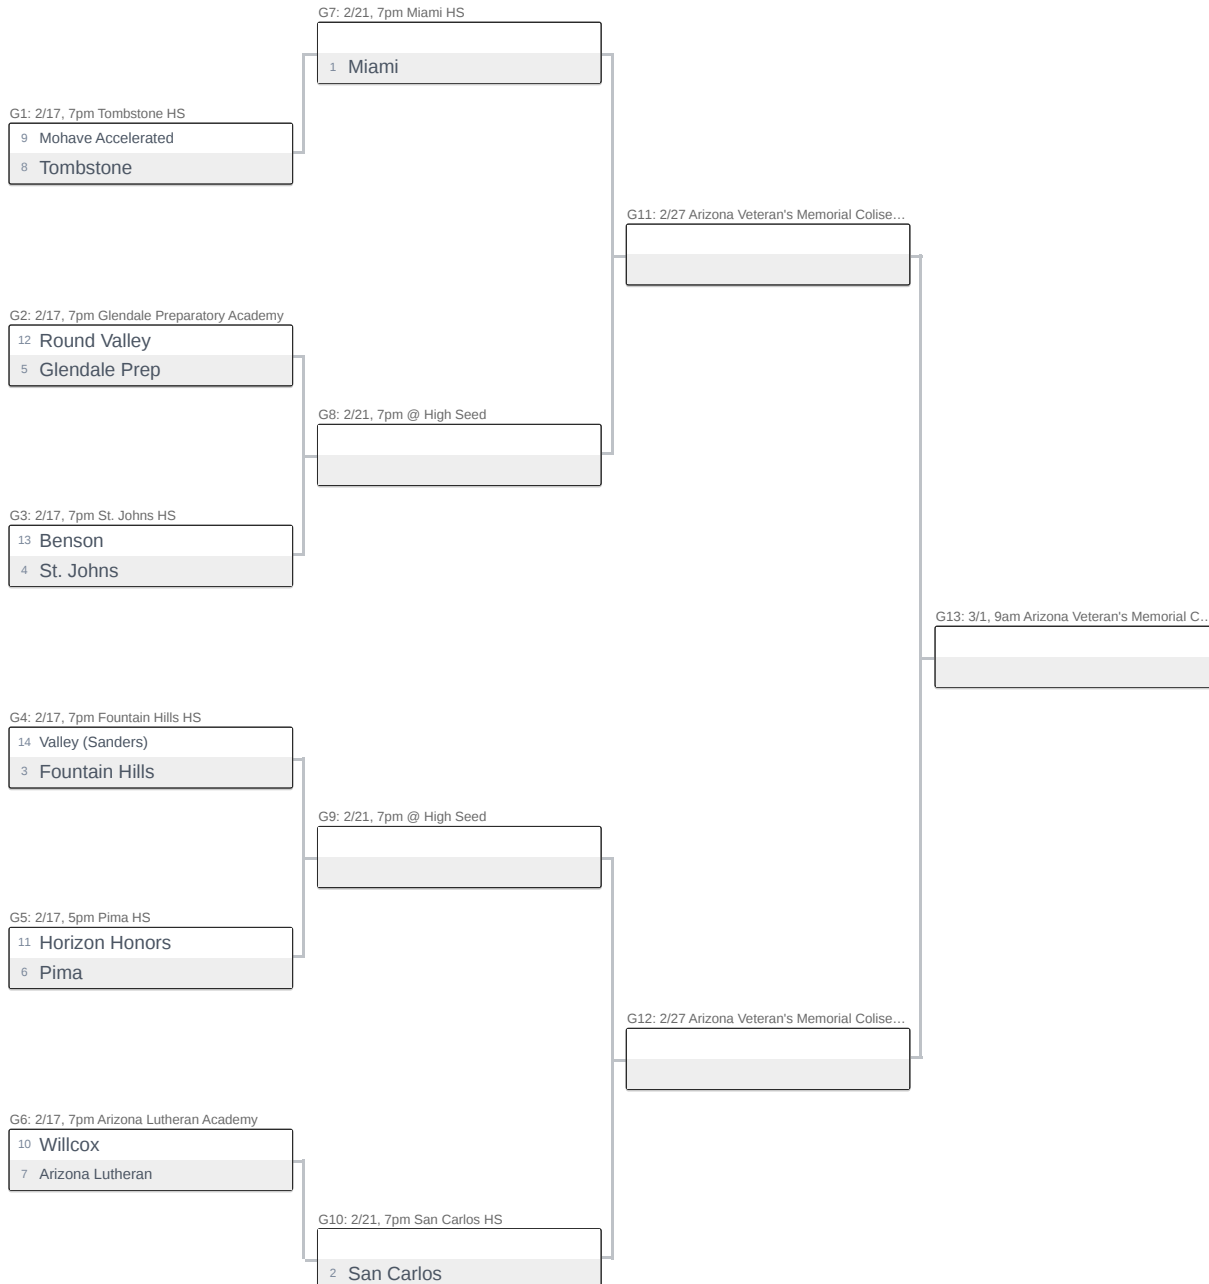 G7: 2/21, 7pm Miami HS
1 Miami
G1: 2/17, 7pm Tombstone HS
9 Mohave Accelerated
8 Tombstone
G11: 2/27 Arizona Veteran's Memorial Colise…
G2: 2/17, 7pm Glendale Preparatory Academy
12 Round Valley
5 Glendale Prep
G8: 2/21, 7pm @ High Seed
G3: 2/17, 7pm St. Johns HS
13 Benson
4 St. Johns
G13: 3/1, 9am Arizona Veteran's Memorial C…
G4: 2/17, 7pm Fountain Hills HS
14 Valley (Sanders)
3 Fountain Hills
G9: 2/21, 7pm @ High Seed
G5: 2/17, 5pm Pima HS
11 Horizon Honors
6 Pima
G12: 2/27 Arizona Veteran's Memorial Colise…
G6: 2/17, 7pm Arizona Lutheran Academy
10 Willcox
7 Arizona Lutheran
G10: 2/21, 7pm San Carlos HS
2 San Carlos